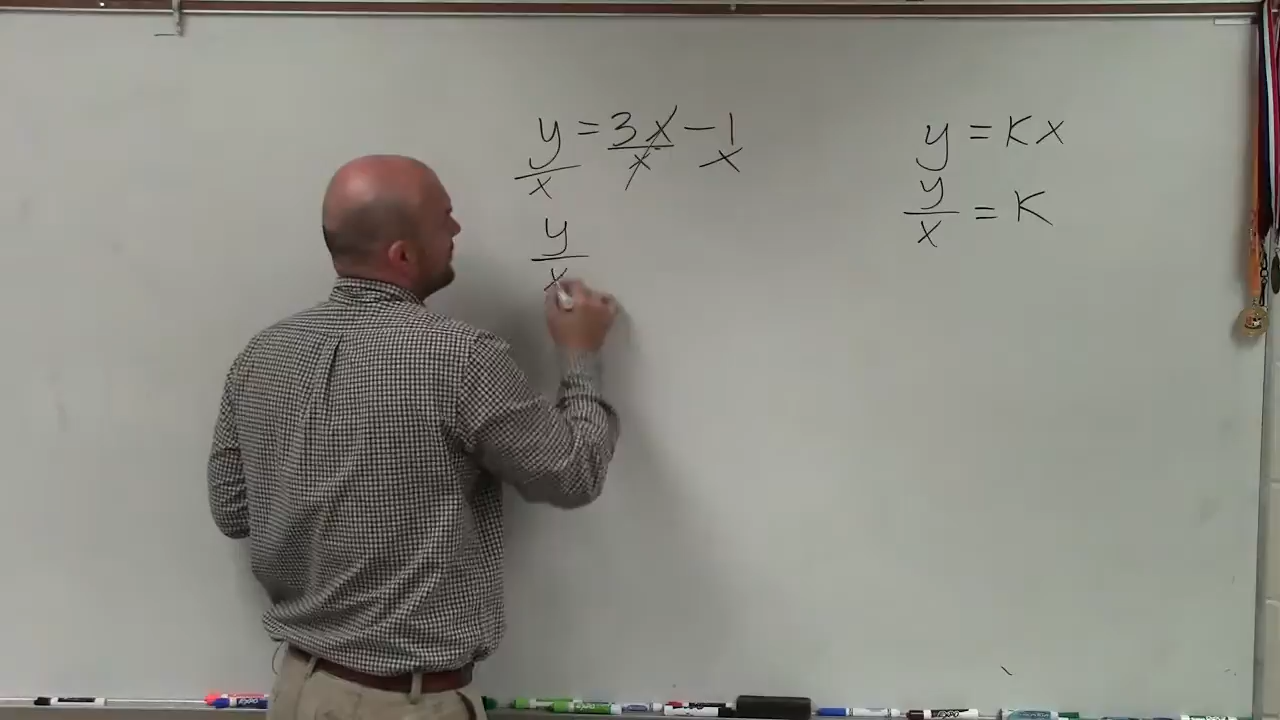 y = 3x - 1
x x x
y
x
y = Kx
y
x = K